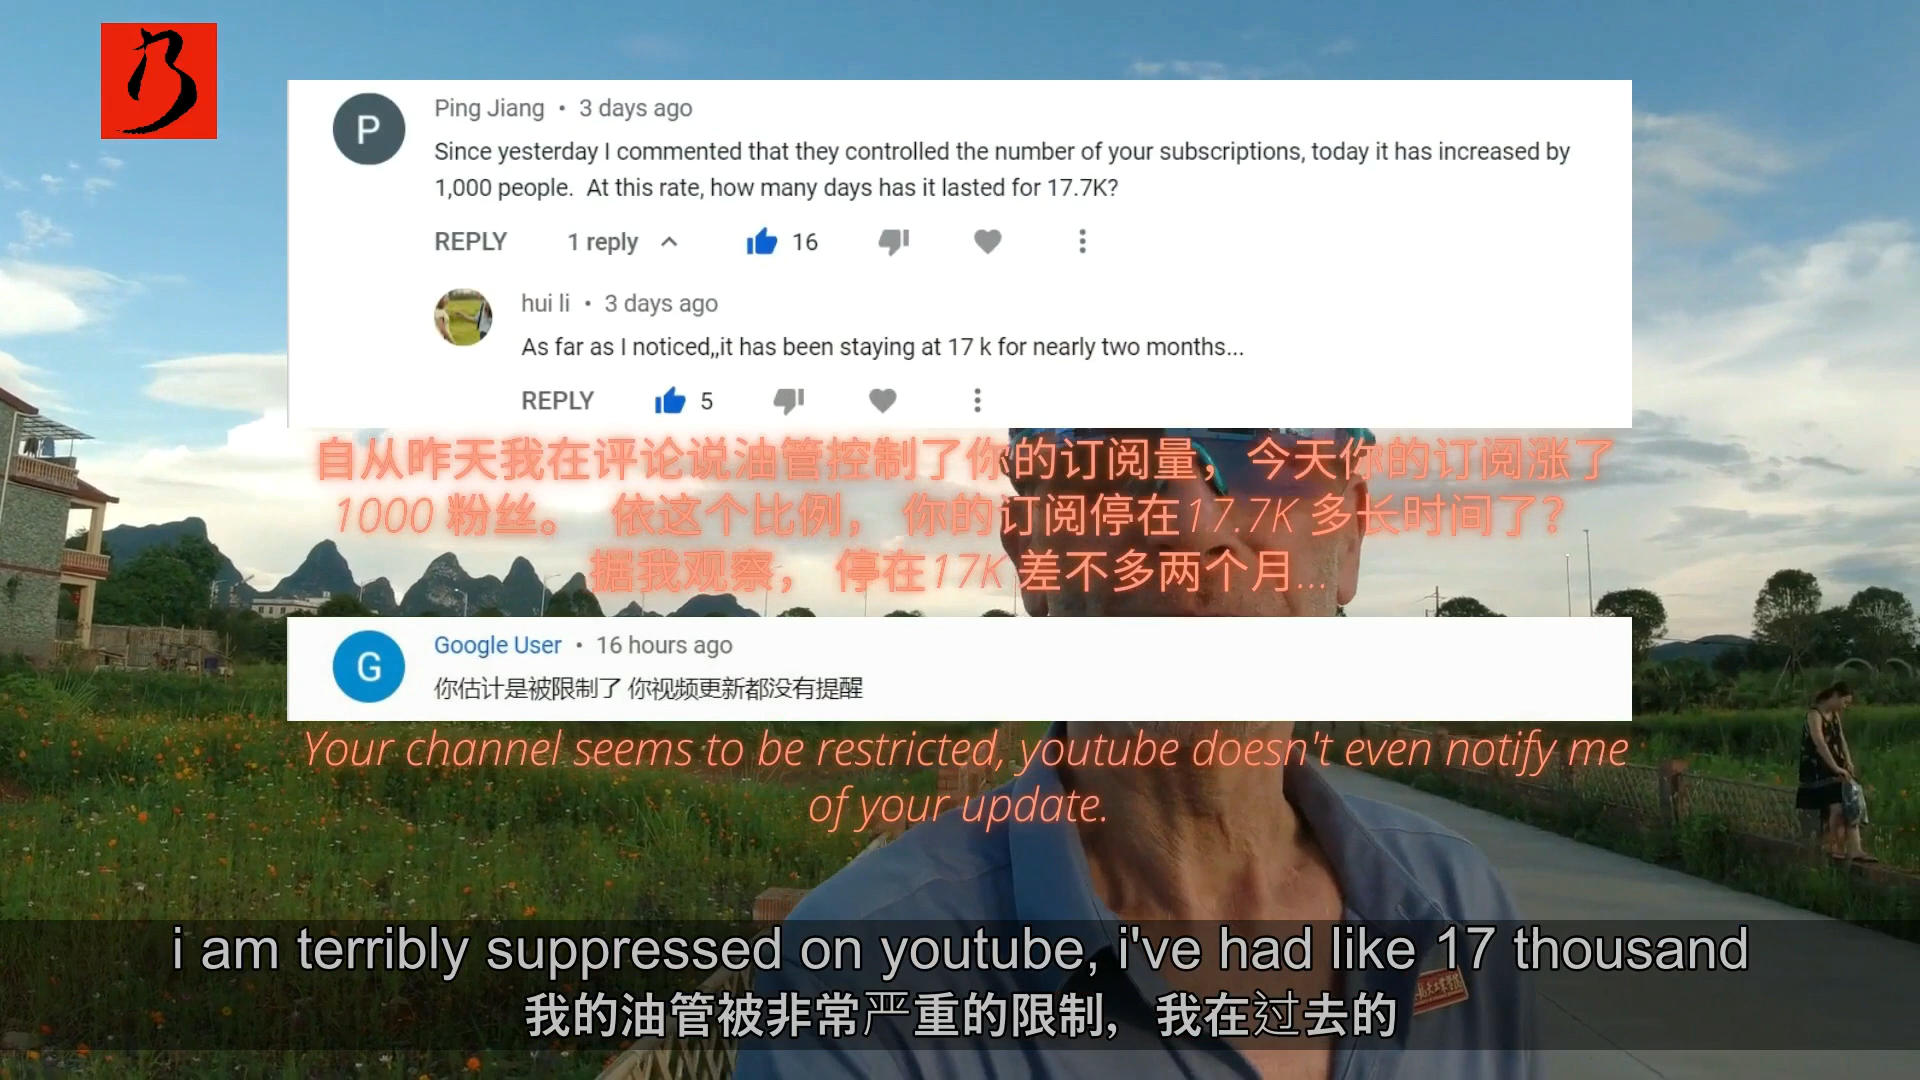 P
Ping Jiang • 3 days ago
Since yesterday I commented that they controlled the number of your subscriptions, today it has increased by
1,000 people.  At this rate, how many days has it lasted for 17.7K?
REPLY 1 reply 16
hui li • 3 days ago
As far as I noticed,,it has been staying at 17 k for nearly two months...
REPLY 5
自从昨天我在评论说油管控制了你的订阅量，今天你的订阅涨了
1000 粉丝。 依这个比例， 你的订阅停在17.7K 多长时间了？
据我观察， 停在17K 差不多两个月...
G
Google User • 16 hours ago
你估计是被限制了 你视频更新都没有提醒
Your channel seems to be restricted, youtube doesn't even notify me
of your update.
i am terribly suppressed on youtube, i've had like 17 thousand
我的油管被非常严重的限制， 我在过去的